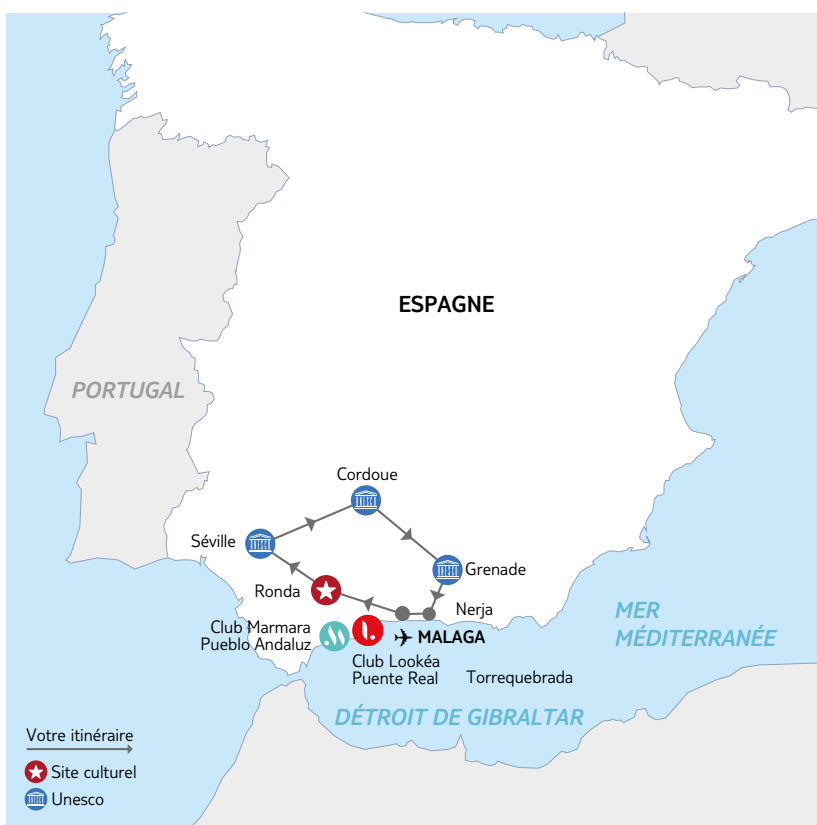 ESPAGNE
PORTUGAL
Cordoue
Séville
Grenade
Ronda
Nerja
MER
MÉDITERRANÉE
Club Marmara
Pueblo Andaluz
MALAGA
Club Lookéa
Puente Real
Torrequebrada
DÉTROIT DE GIBRALTAR
Votre itinéraire
Site culturel
Unesco